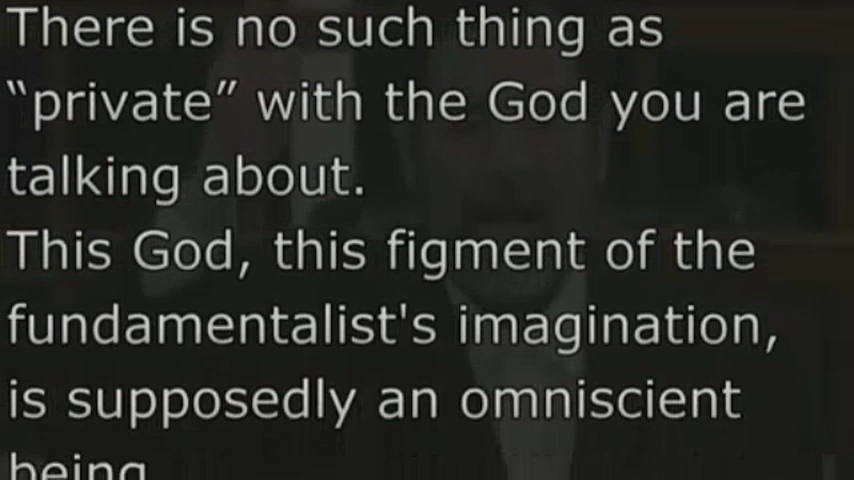 There is no such thing as
“private” with the God you are
talking about.
This God, this figment of the
fundamentalist's imagination,
is supposedly an omniscient
being